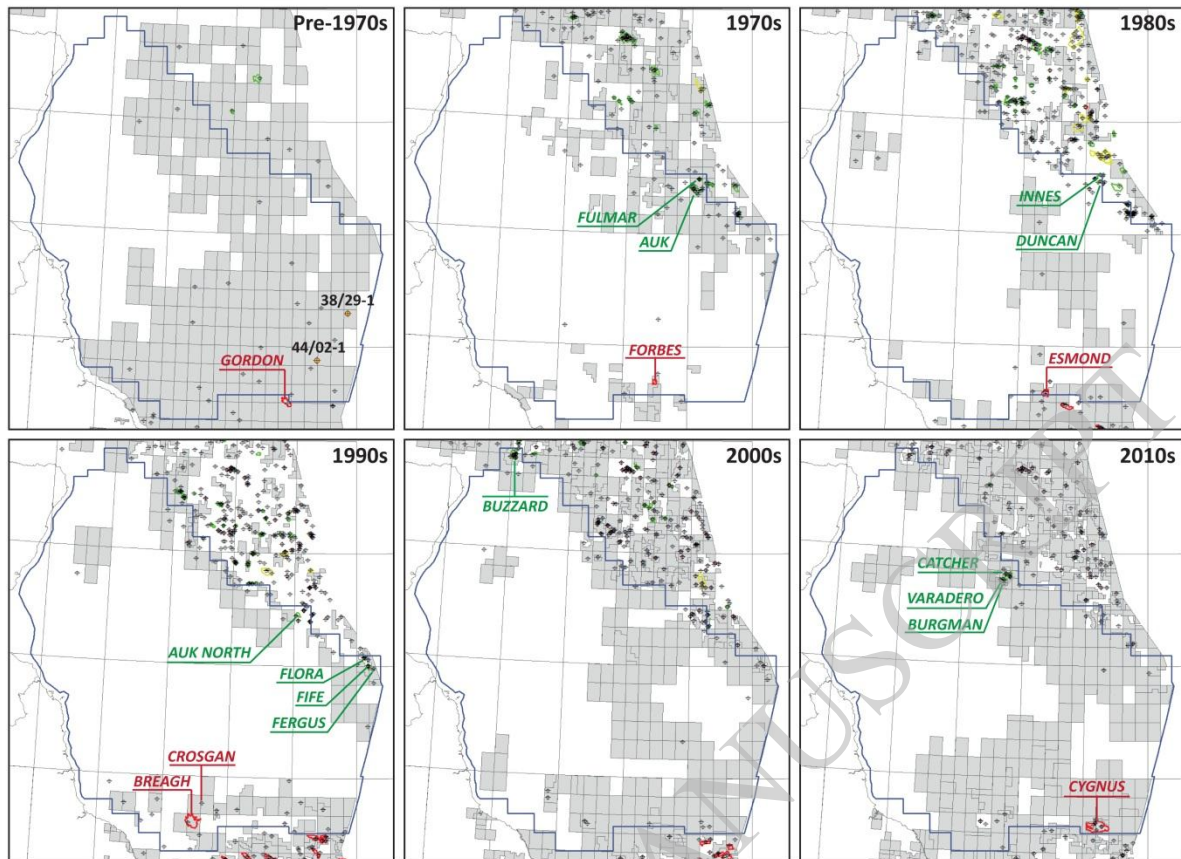 Pre-1970s
38/29-1
44/02-1
GORDON
1970s
FULMAR
AUK
FORBES
1980s
INNES
DUNCAN
ESMOND
1990s
AUK NORTH
FLORA
FIFE
FERGUS
CROSGAN
BREAGH
2000s
BUZZARD
2010s
CATCHER
VARADERO
BURGMAN
CYGNUS
ANUSCRIPT